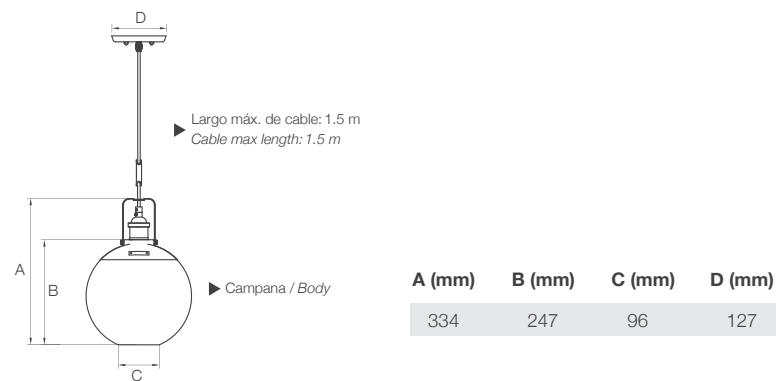 D
Largo máx. de cable: 1.5 m
Cable max length: 1.5 m
A
B
Campana / Body
C
A (mm) B (mm) C (mm) D (mm)
334 247 96 127